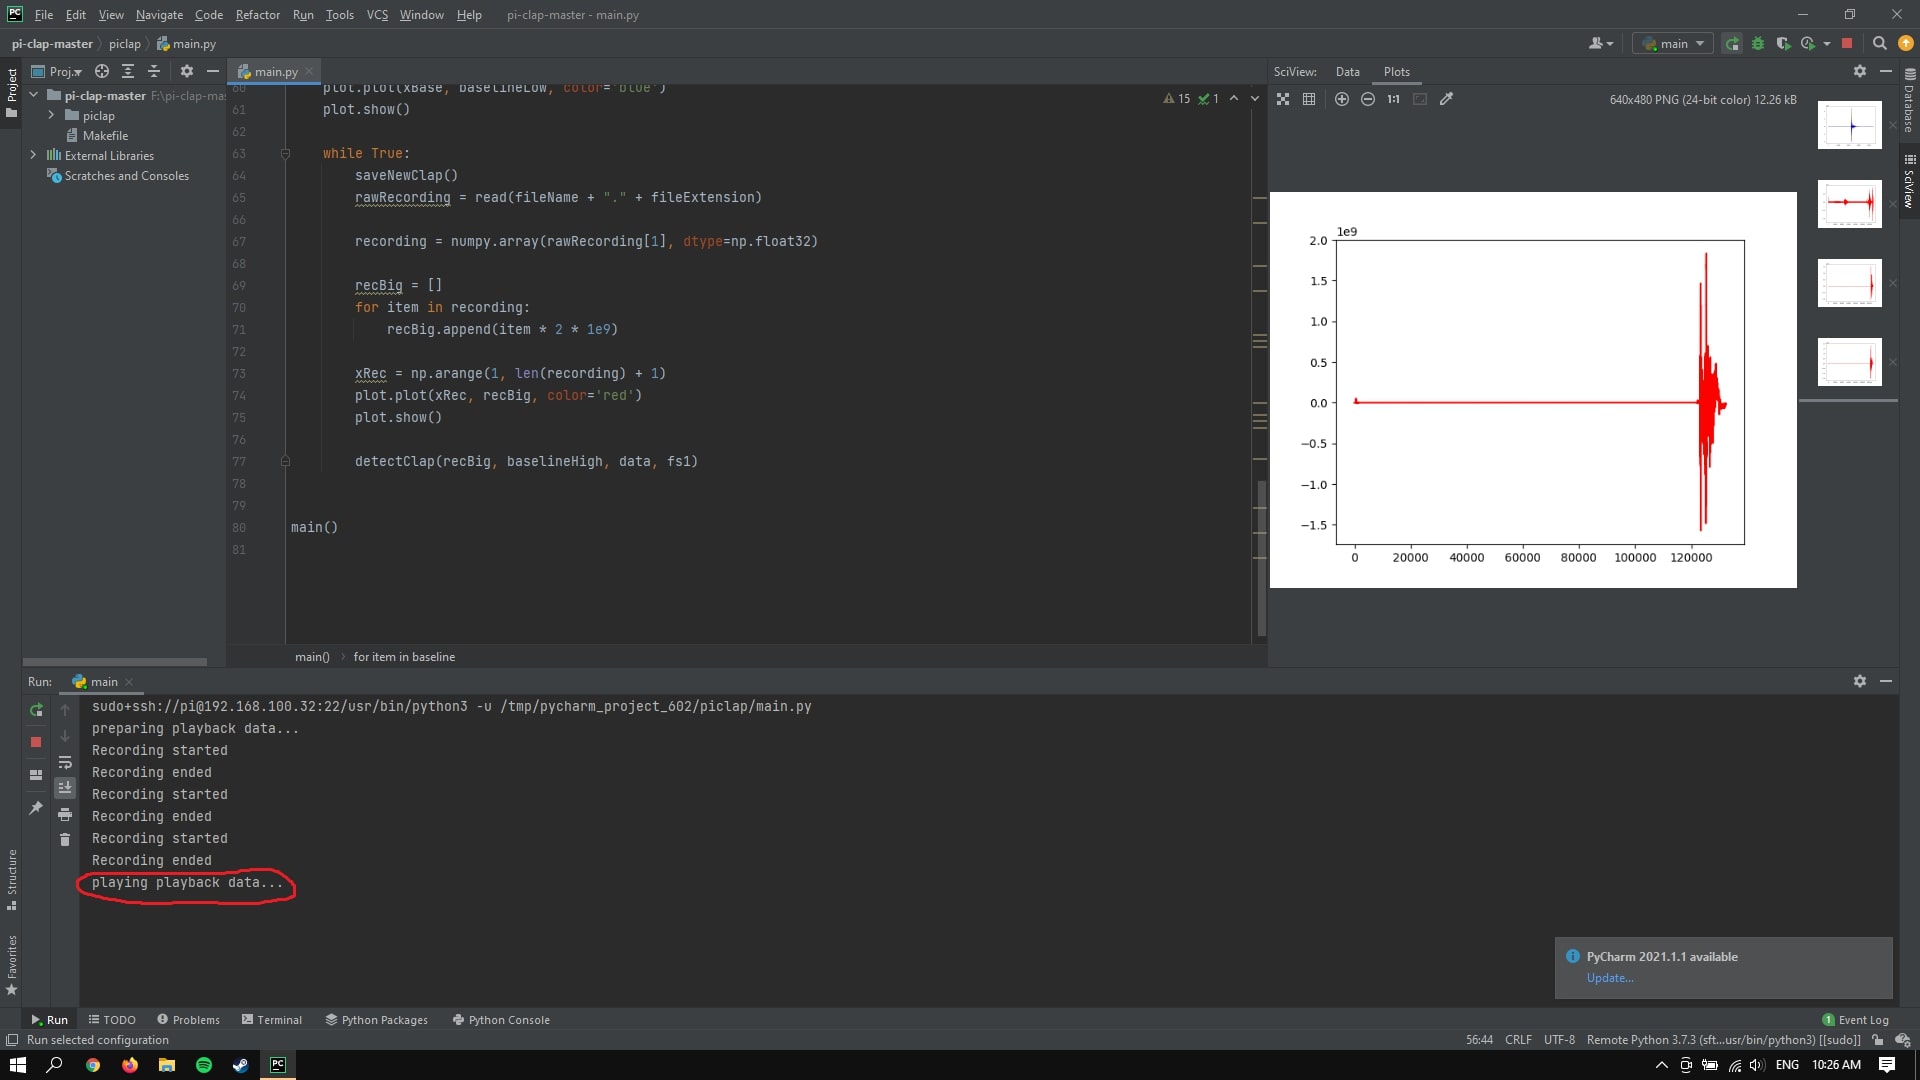 PC File Edit View Navigate Code Refactor Run Tools VCS Window Help pi-clap-master - main.py
pi-clap-master piclap main.py
main
Project
Proj...
main.py
SciView: Data Plots
pi-clap-master F:\pi-clap-mas
piclap
Makefile
External Libraries
Scratches and Consoles
15 1
1:1 640x480 PNG (24-bit color) 12.26 kB
Database
SciView
60 plot.plot(xBase, baselineLow, color='blue')
61 plot.show()
62
63 while True:
64 saveNewClap()
65 rawRecording = read(fileName + "." + fileExtension)
66
67 recording = numpy.array(rawRecording[1], dtype=np.float32)
68
69 recBig = []
70 for item in recording:
71 recBig.append(item * 2 * 1e9)
72
73 xRec = np.arange(1, len(recording) + 1)
74 plot.plot(xRec, recBig, color='red')
75 plot.show()
76
77 detectClap(recBig, baselineHigh, data, fs1)
78
79
80 main()
81
main() for item in baseline
1e9
2.0
1.5
1.0
0.5
0.0
−0.5
−1.0
−1.5
0 20000 40000 60000 80000 100000 120000
Run: main
sudo+ssh://pi@192.168.100.32:22/usr/bin/python3 -u /tmp/pycharm_project_602/piclap/main.py
preparing playback data...
Recording started
Recording ended
Recording started
Recording ended
Recording started
Recording ended
playing playback data...
Structure
Favorites
PyCharm 2021.1.1 available
Update...
Run TODO Problems Terminal Python Packages Python Console 1 Event Log
Run selected configuration 56:44 CRLF UTF-8 Remote Python 3.7.3 (sft...usr/bin/python3) [[sudo]]
PC ENG 10:26 AM